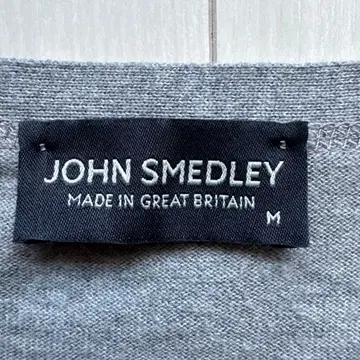 JOHN SMEDLEY
MADE IN GREAT BRITAIN
M